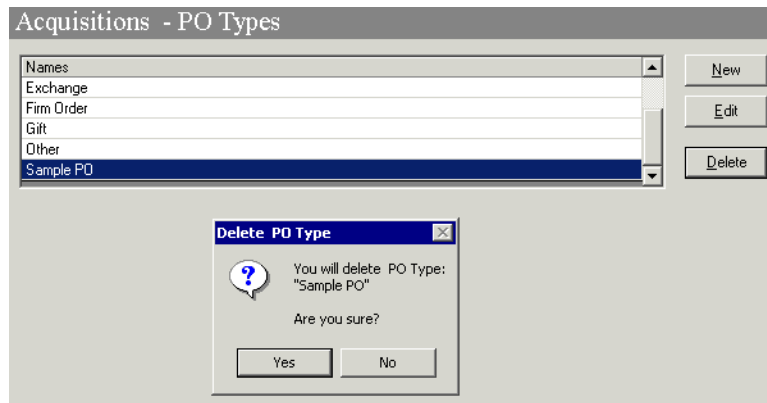 Acquisitions - PO Types
Names
Exchange
Firm Order
Gift
Other
Sample PO
New
Edit
Delete
Delete PO Type
You will delete PO Type:
"Sample PO"
Are you sure?
Yes No